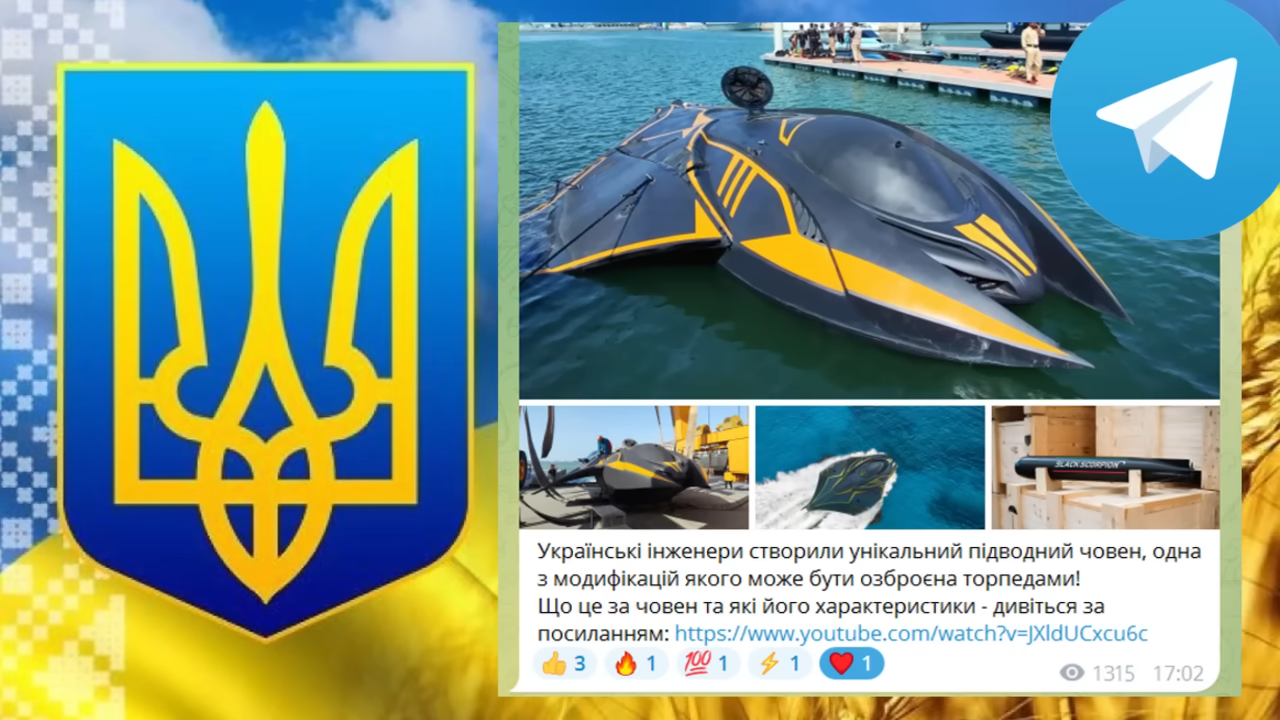 BLACK SCORPION
Українські інженери створили унікальний підводний човен, одна
з модифікацій якого може бути озброєна торпедами!
Що це за човен та які його характеристики - дивіться за
посиланням: https://www.youtube.com/watch?v=JXldUCxcu6c
👍 3 🔥 1 💯 1 ⚡ 1 ❤️ 1
1315 17:02